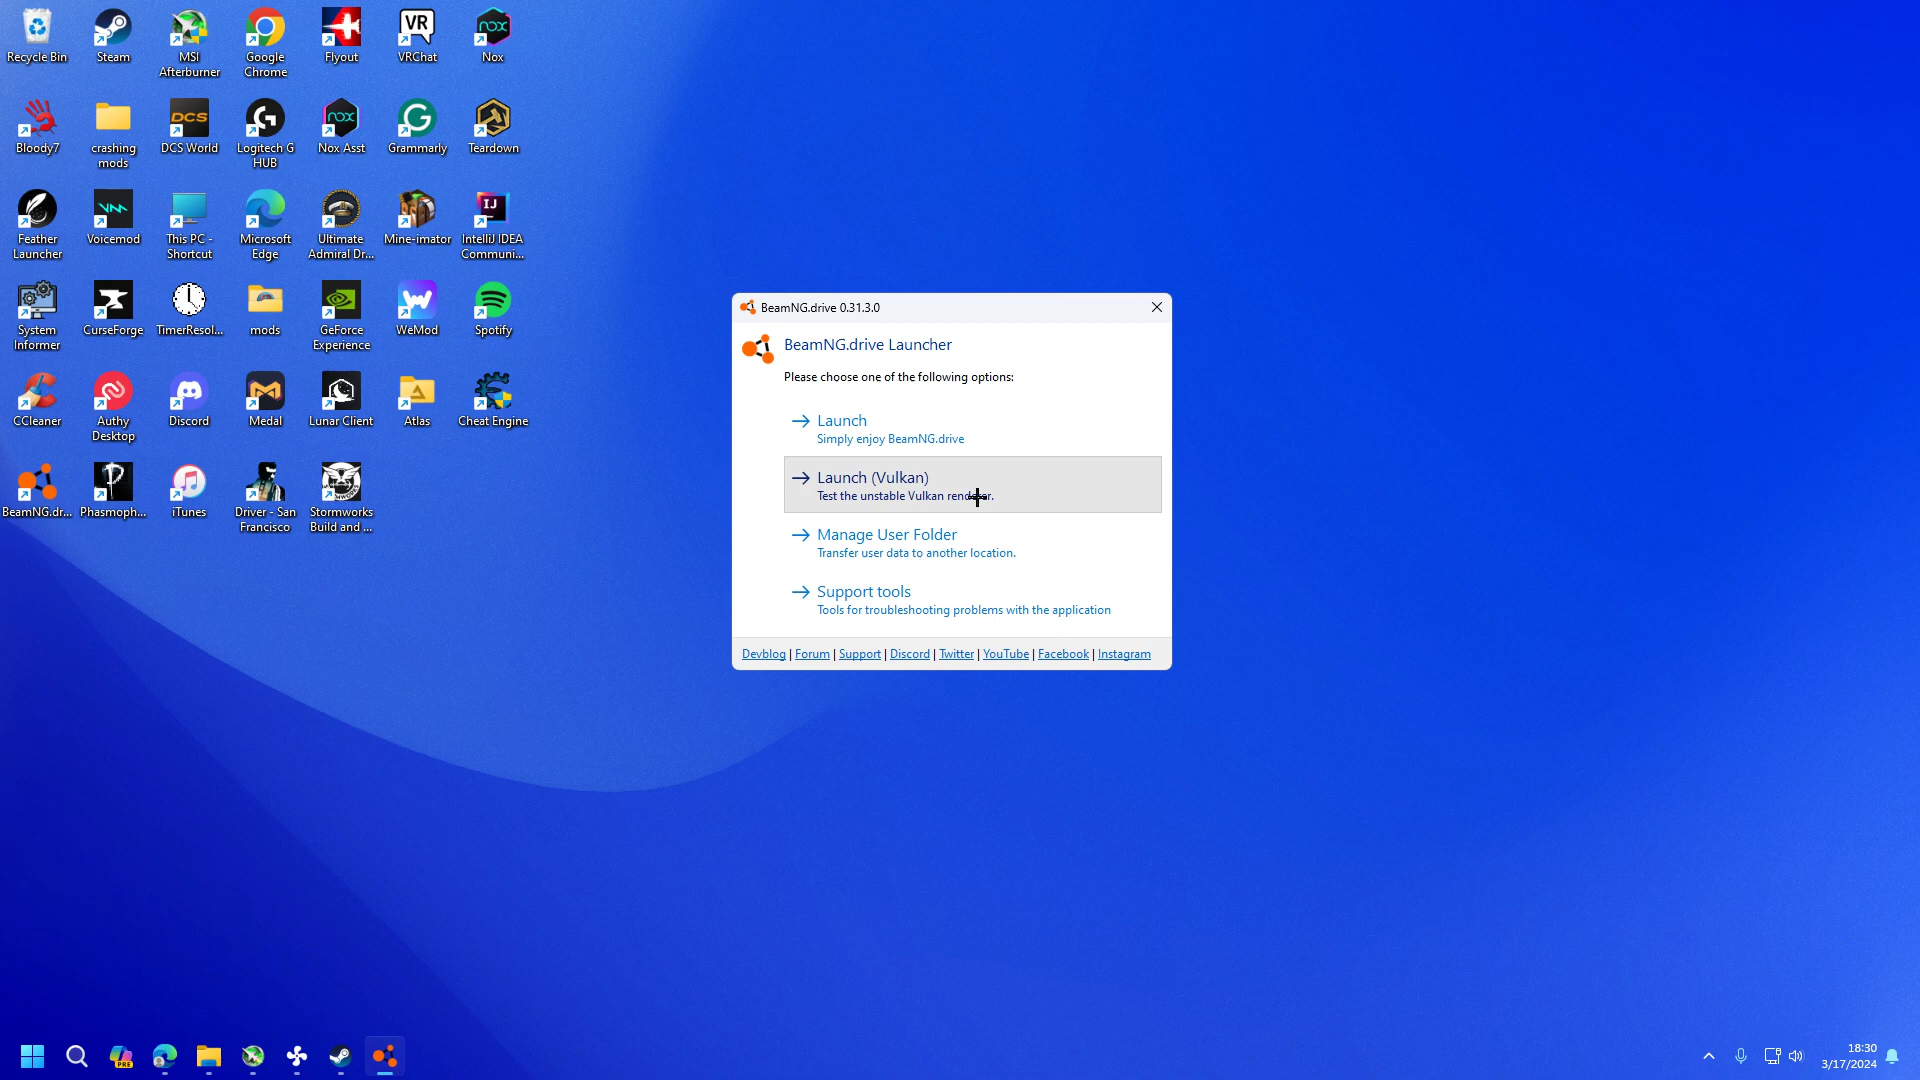 Recycle Bin
Steam
MSI
Afterburner
Google
Chrome
Flyout
VR
VRChat
nox
Nox
Bloody7
crashing
mods
DCS
DCS World
Logitech G
HUB
nox
Nox Asst
Grammarly
Teardown
Feather
Launcher
Voicemod
This PC -
Shortcut
Microsoft
Edge
Ultimate
Admiral Dr...
Mine-imator
IJ
IntelliJ IDEA
Communi...
System
Informer
CurseForge
TimerResol...
mods
GeForce
Experience
WeMod
Spotify
CCleaner
Authy
Desktop
Discord
Medal
Lunar Client
Atlas
Cheat Engine
BeamNG.dr...
Phasmoph...
iTunes
Driver - San
Francisco
Stormworks
Build and ...
BeamNG.drive 0.31.3.0
BeamNG.drive Launcher
Please choose one of the following options:
Launch
Simply enjoy BeamNG.drive
Launch (Vulkan)
Test the unstable Vulkan renderer.
Manage User Folder
Transfer user data to another location.
Support tools
Tools for troubleshooting problems with the application
Devblog | Forum | Support | Discord | Twitter | YouTube | Facebook | Instagram
PRE
18:30
3/17/2024